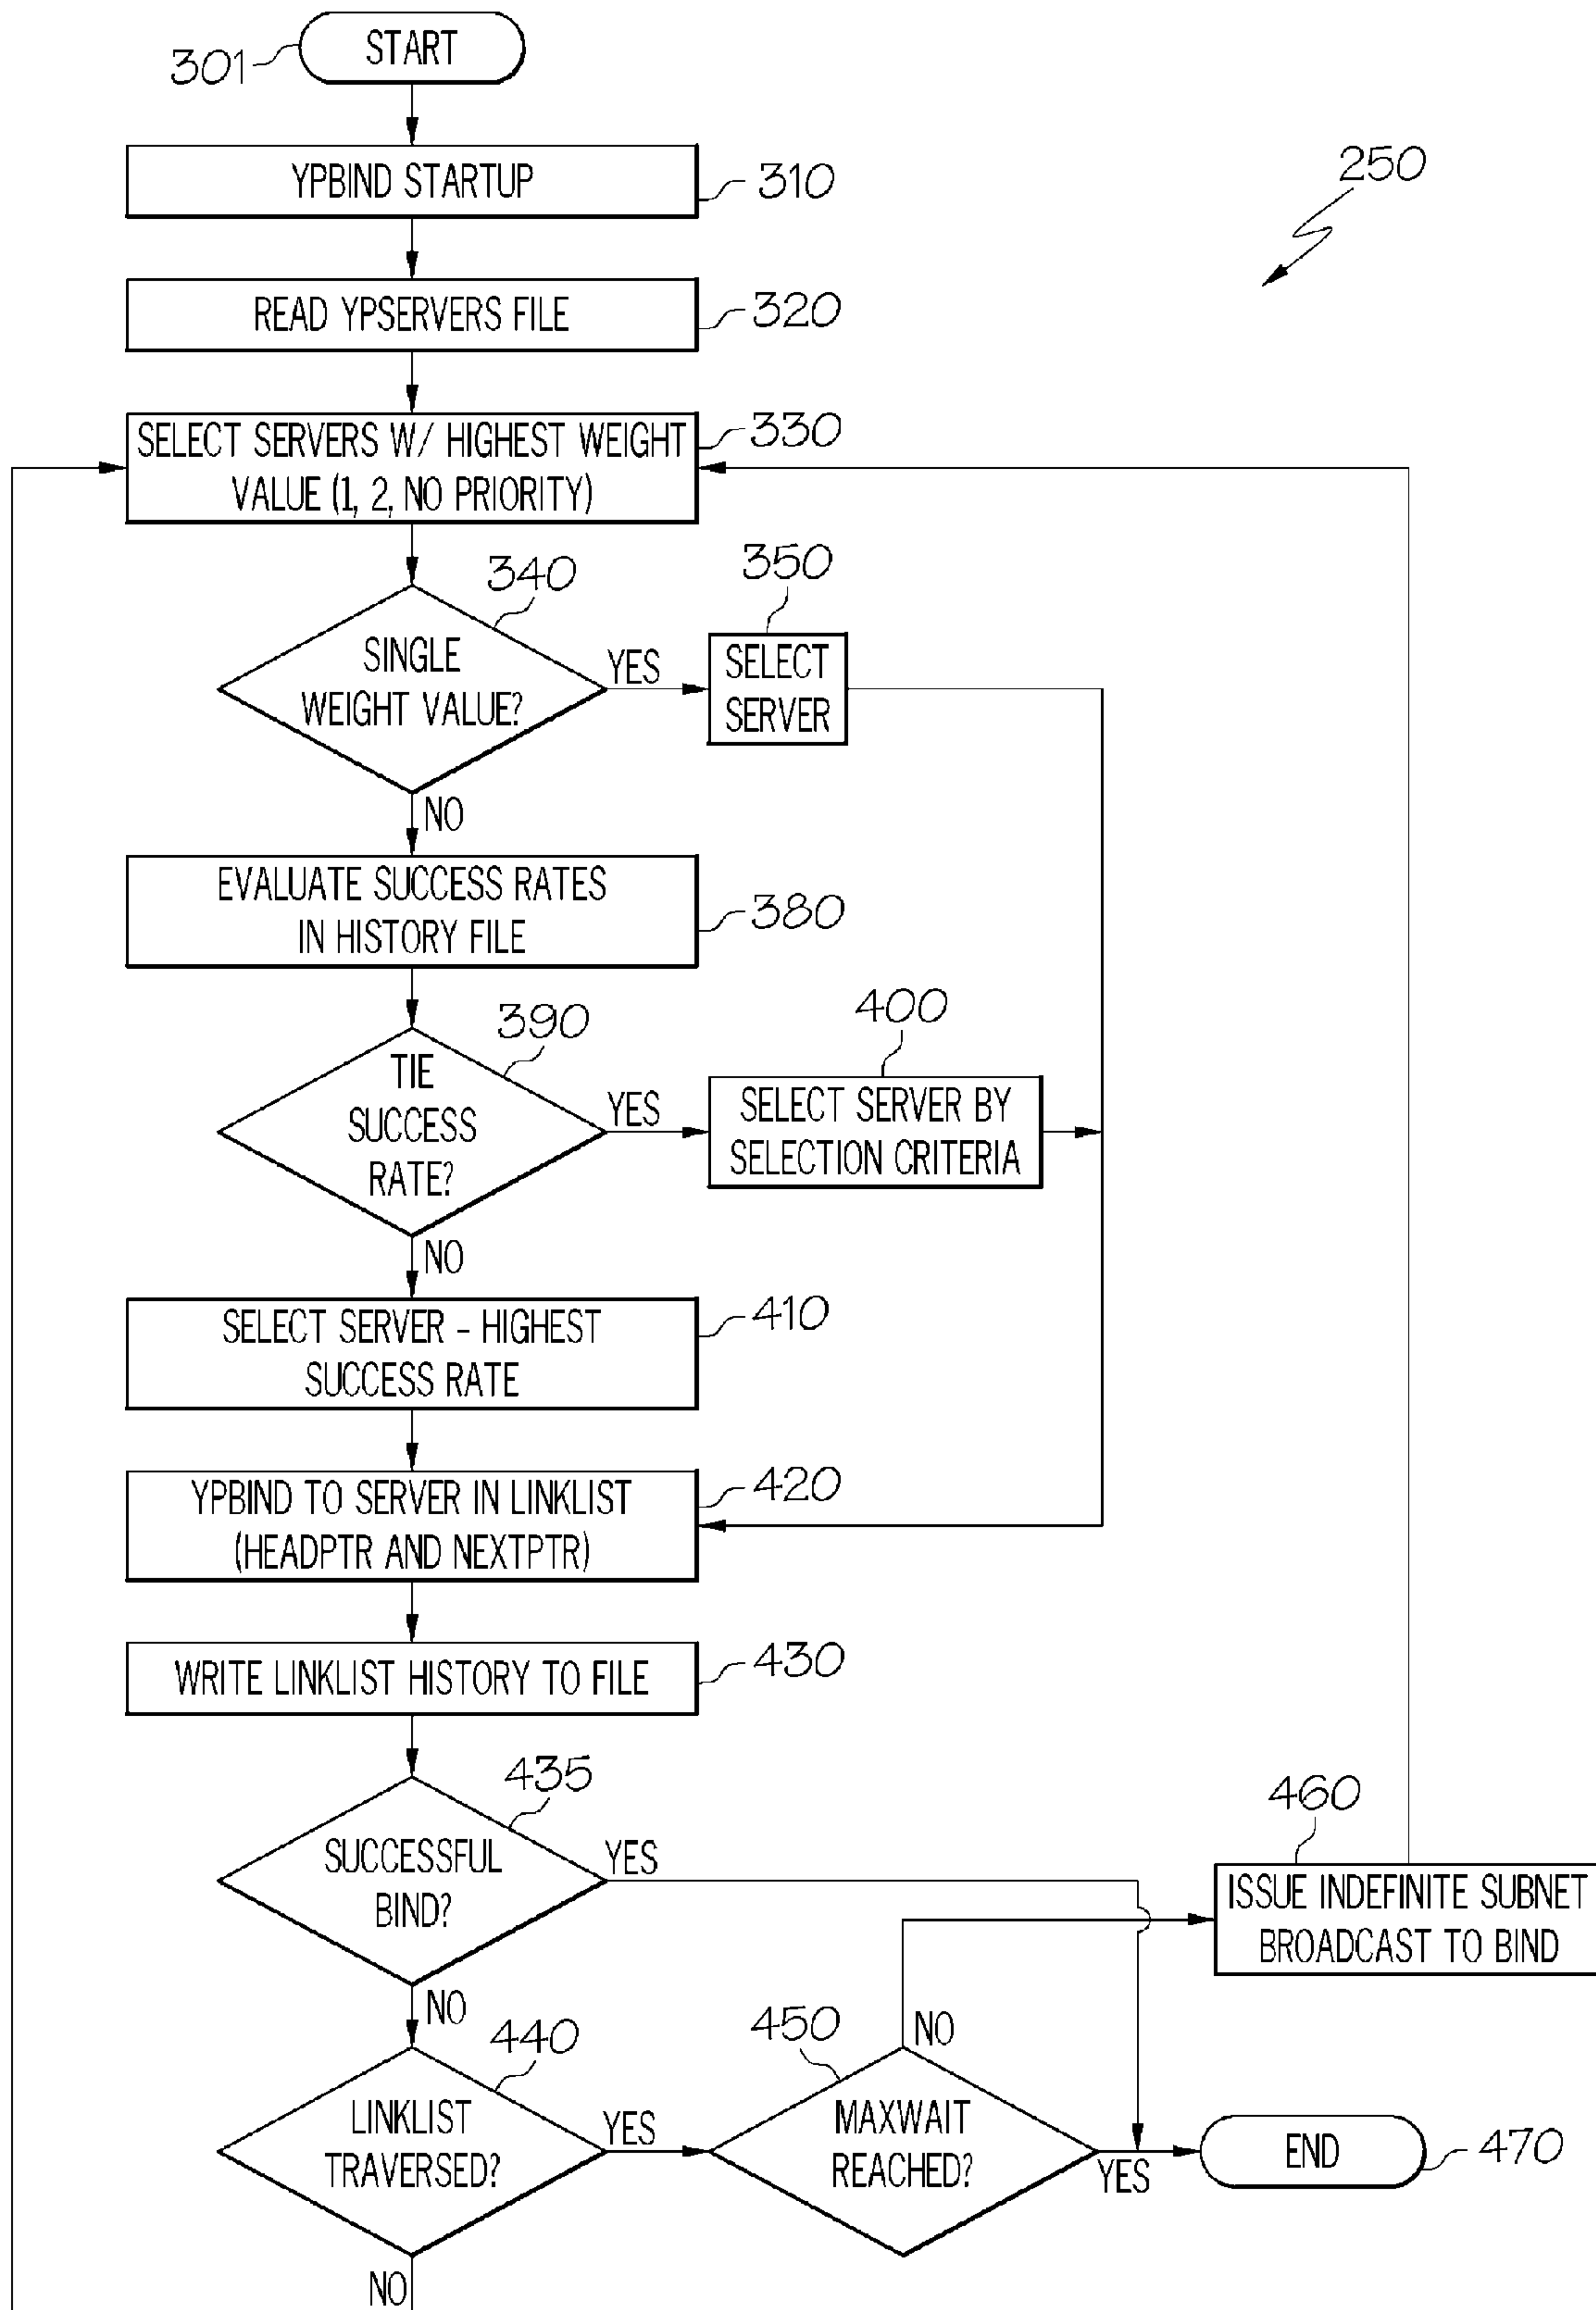 START
301
YPBIND STARTUP
310
250
READ YPSERVERS FILE
320
SELECT SERVERS W/ HIGHEST WEIGHT
VALUE (1, 2, NO PRIORITY)
330
340
SINGLE
WEIGHT VALUE?
YES
350
SELECT
SERVER
NO
EVALUATE SUCCESS RATES
IN HISTORY FILE
380
390
TIE
SUCCESS
RATE?
YES
400
SELECT SERVER BY
SELECTION CRITERIA
NO
SELECT SERVER – HIGHEST
SUCCESS RATE
410
YPBIND TO SERVER IN LINKLIST
(HEADPTR AND NEXTPTR)
420
WRITE LINKLIST HISTORY TO FILE
430
435
SUCCESSFUL
BIND?
YES
460
ISSUE INDEFINITE SUBNET
BROADCAST TO BIND
NO
440
LINKLIST
TRAVERSED?
YES
450
NO
MAXWAIT
REACHED?
YES
END
470
NO